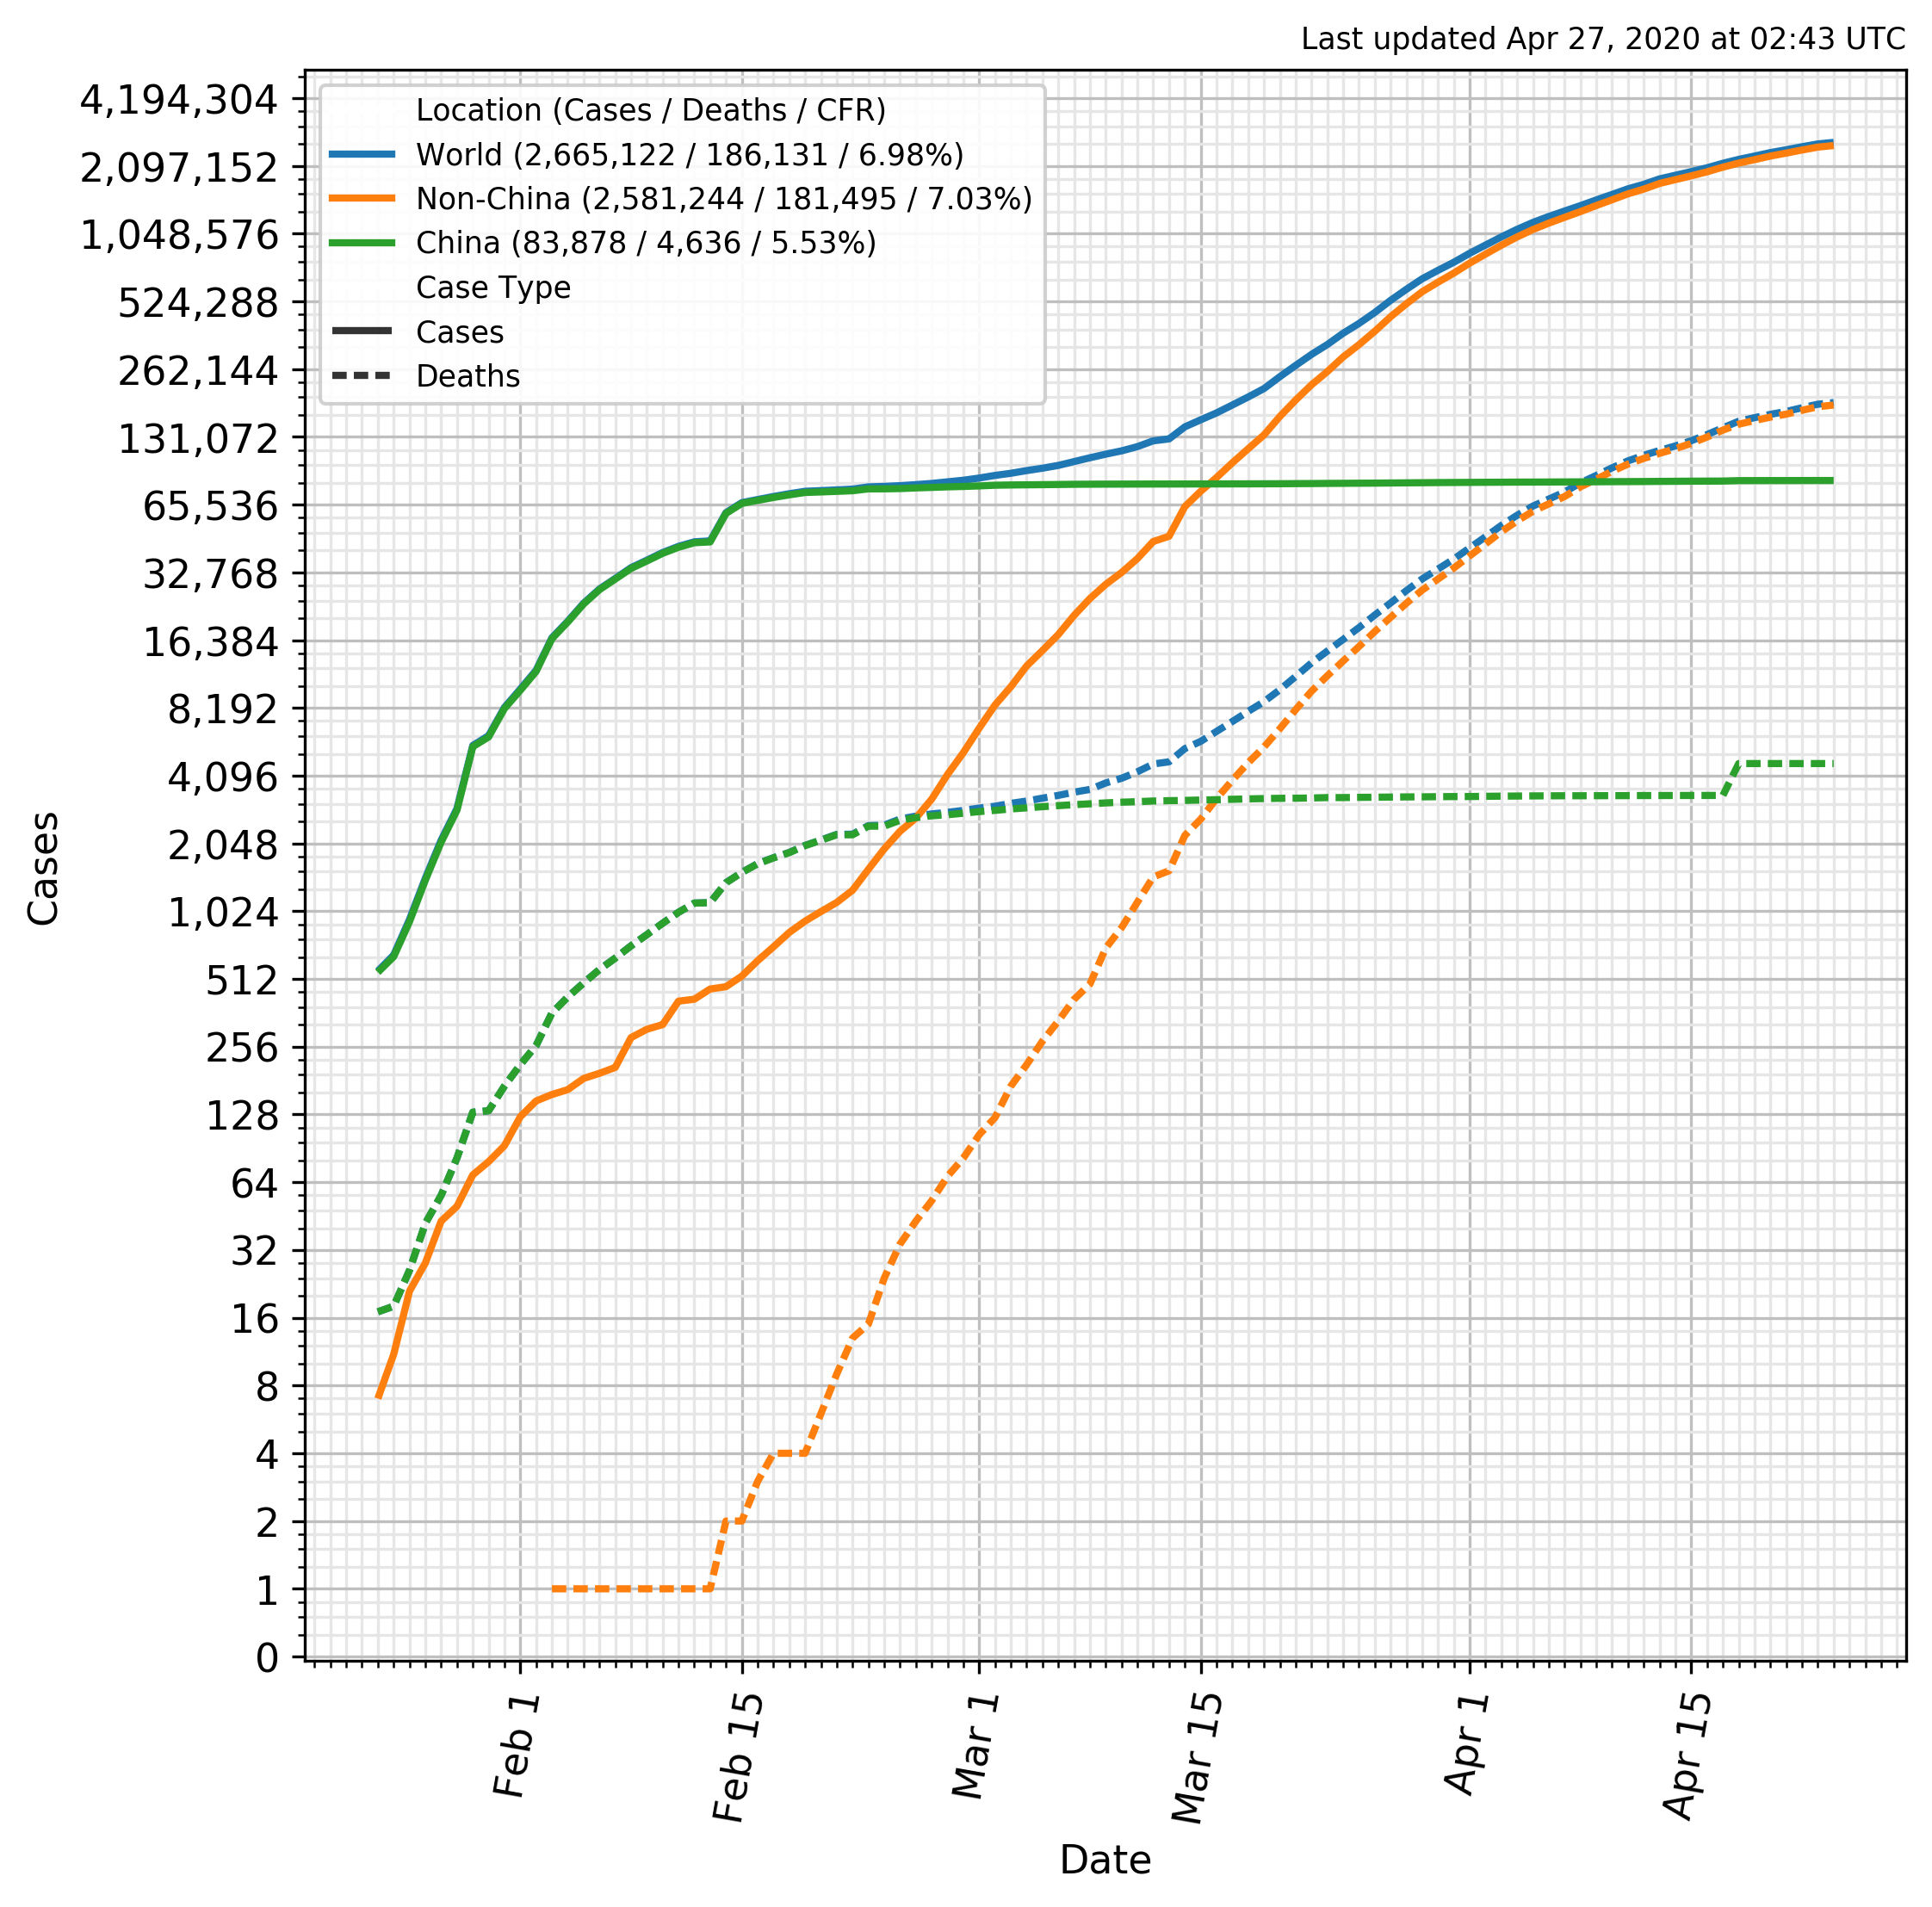 Last updated Apr 27, 2020 at 02:43 UTC
4,194,304
2,097,152
1,048,576
524,288
262,144
131,072
65,536
32,768
16,384
8,192
4,096
2,048
1,024
512
256
128
64
32
16
8
4
2
1
0
Cases
Location (Cases / Deaths / CFR)
World (2,665,122 / 186,131 / 6.98%)
Non-China (2,581,244 / 181,495 / 7.03%)
China (83,878 / 4,636 / 5.53%)
Case Type
Cases
Deaths
Feb 1
Feb 15
Mar 1
Mar 15
Apr 1
Apr 15
Date